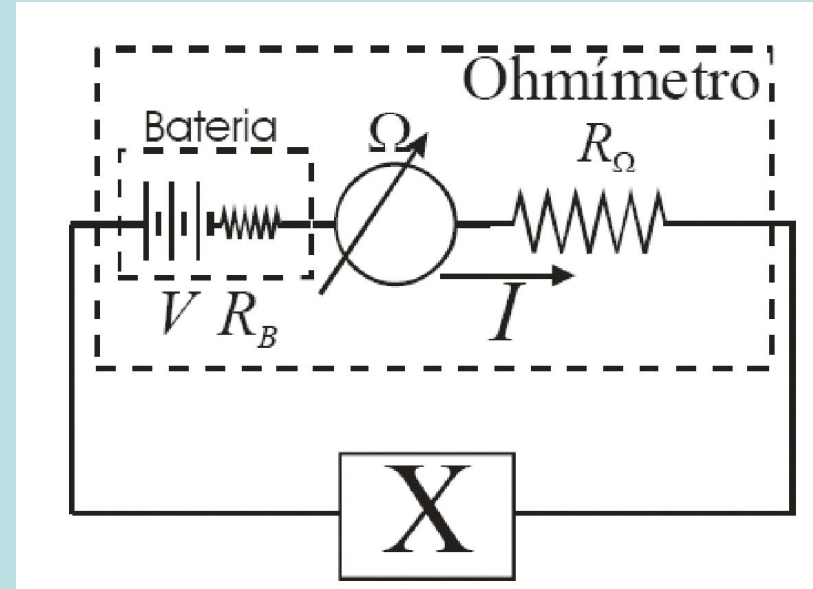 Ohmímetro
Bateria
Ω
R_Ω
V R_B
I
X